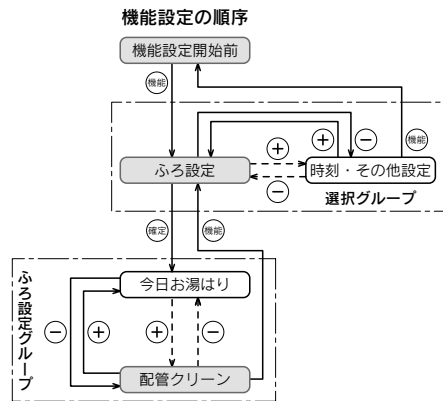 機能設定の順序
機能設定開始前
機能
＋
－
機能
＋
ふろ設定
－
時刻・その他設定
選択グループ
確定
機能
ふろ設定グループ
今日お湯はり
－
＋
＋
－
配管クリーン